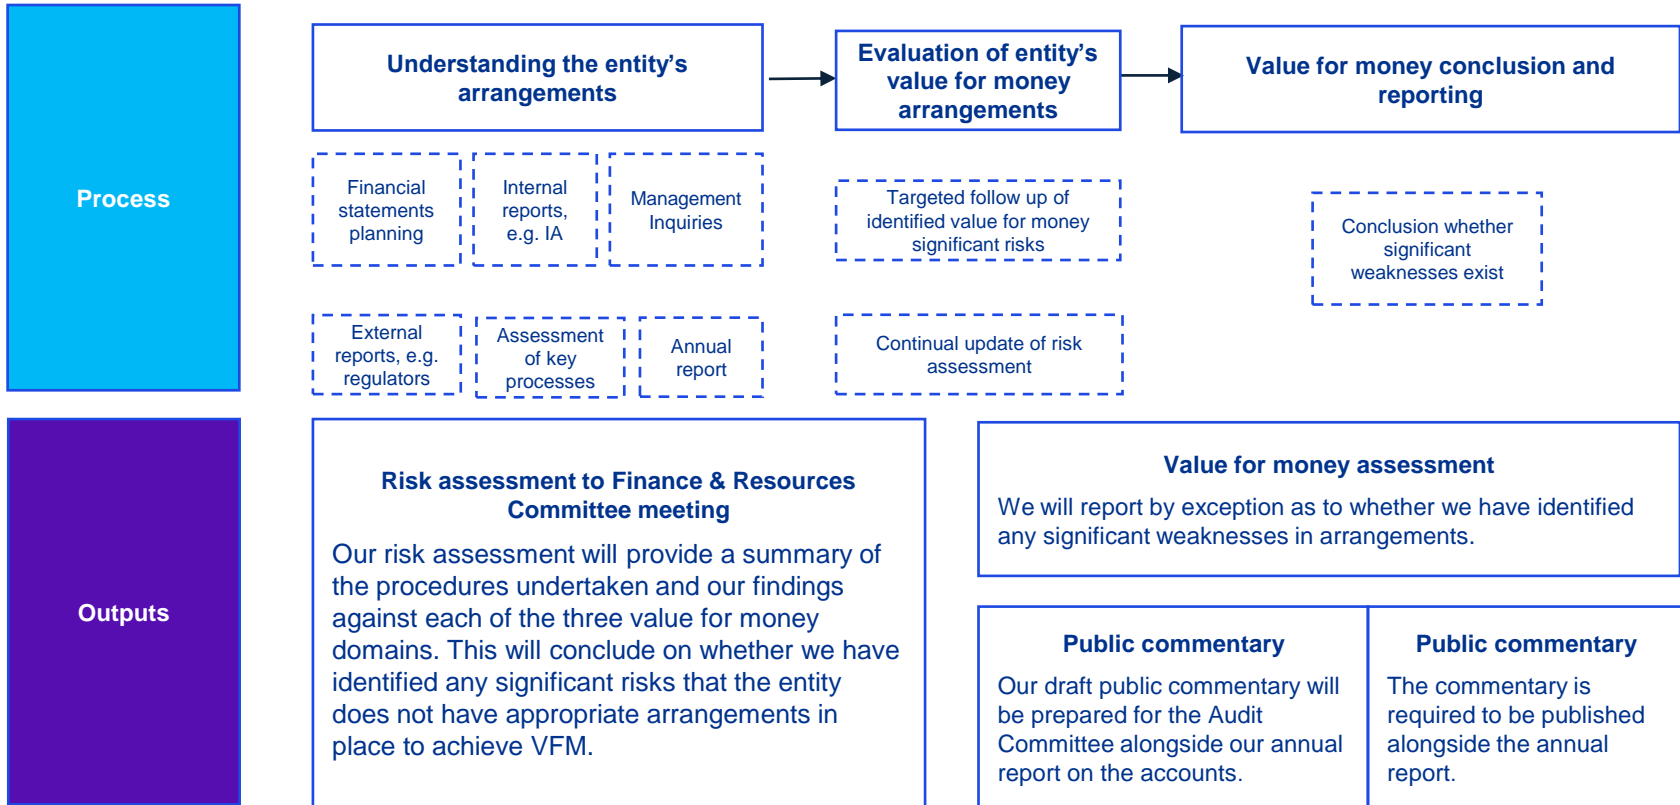 Process
Understanding the entity's
arrangements
Evaluation of entity's
value for money
arrangements
Value for money conclusion and
reporting
Financial
statements
planning
Internal
reports,
e.g. IA
Management
Inquiries
Targeted follow up of
identified value for money
significant risks
Conclusion whether
significant
weaknesses exist
External
reports, e.g.
regulators
Assessment
of key
processes
Annual
report
Continual update of risk
assessment
Outputs
Risk assessment to Finance & Resources
Committee meeting
Our risk assessment will provide a summary of
the procedures undertaken and our findings
against each of the three value for money
domains. This will conclude on whether we have
identified any significant risks that the entity
does not have appropriate arrangements in
place to achieve VFM.
Value for money assessment
We will report by exception as to whether we have identified
any significant weaknesses in arrangements.
Public commentary
Our draft public commentary will
be prepared for the Audit
Committee alongside our annual
report on the accounts.
Public commentary
The commentary is
required to be published
alongside the annual
report.